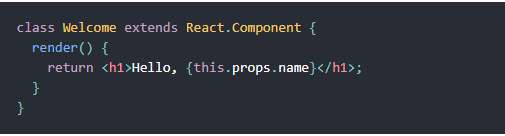 class Welcome extends React.Component {
  render() {
    return <h1>Hello, {this.props.name}</h1>;
  }
}